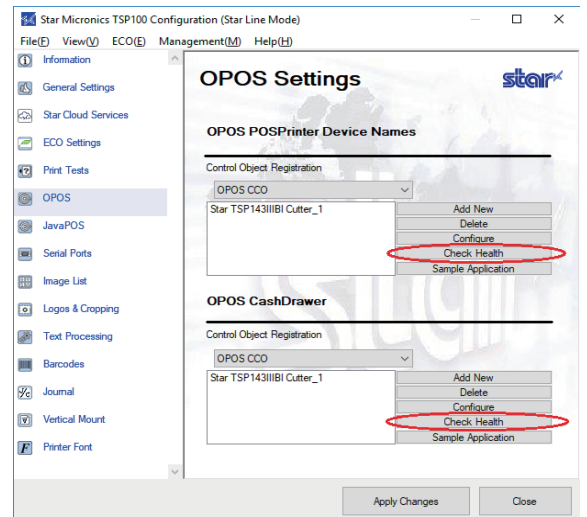 Star Micronics TSP100 Configuration (Star Line Mode)
File(F) View(V) ECO(E) Management(M) Help(H)
Information
General Settings
Star Cloud Services
ECO Settings
Print Tests
OPOS
JavaPOS
Serial Ports
Image List
Logos & Cropping
Text Processing
Barcodes
Journal
Vertical Mount
Printer Font
OPOS Settings
star
OPOS POSPrinter Device Names
Control Object Registration
OPOS CCO
Star TSP143IIIBI Cutter_1
Add New
Delete
Configure
Check Health
Sample Application
OPOS CashDrawer
Control Object Registration
OPOS CCO
Star TSP143IIIBI Cutter_1
Add New
Delete
Configure
Check Health
Sample Application
Apply Changes
Close